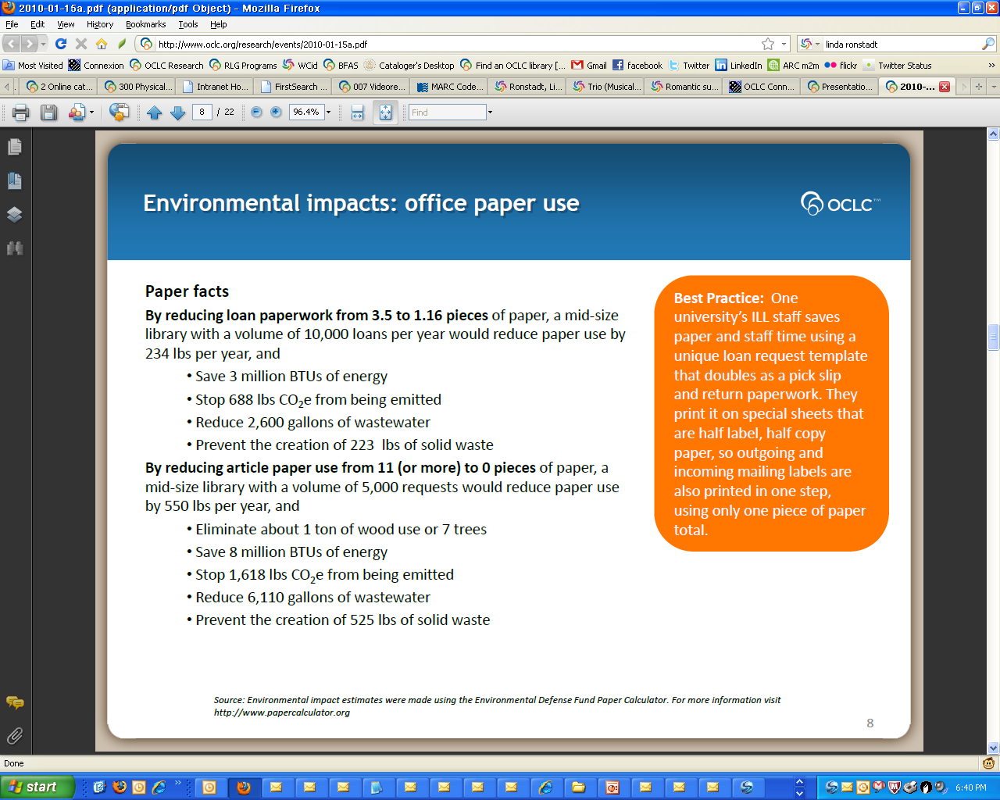 2010-01-15a.pdf (application/pdf Object) - Mozilla Firefox
File Edit View History Bookmarks Tools Help
http://www.oclc.org/research/events/2010-01-15a.pdf linda ronstadt
Most Visited Connexion OCLC Research RLG Programs WCid BFAS Cataloger's Desktop Find an OCLC library [... Gmail facebook Twitter LinkedIn ARC m2m flickr Twitter Status »
2 Online cat... 300 Physical... Intranet Ho... FirstSearch ... 007 Videore... MARC Code... Ronstadt, Li... Trio (Musical... Romantic su... OCLC Conn... Presentatio... 2010-...
8 / 22 96.4% Find
Environmental impacts: office paper use
OCLC™
Paper facts
By reducing loan paperwork from 3.5 to 1.16 pieces of paper, a mid-size
library with a volume of 10,000 loans per year would reduce paper use by
234 lbs per year, and
• Save 3 million BTUs of energy
• Stop 688 lbs CO₂e from being emitted
• Reduce 2,600 gallons of wastewater
• Prevent the creation of 223 lbs of solid waste
By reducing article paper use from 11 (or more) to 0 pieces of paper, a
mid-size library with a volume of 5,000 requests would reduce paper use
by 550 lbs per year, and
• Eliminate about 1 ton of wood use or 7 trees
• Save 8 million BTUs of energy
• Stop 1,618 lbs CO₂e from being emitted
• Reduce 6,110 gallons of wastewater
• Prevent the creation of 525 lbs of solid waste
Best Practice: One
university's ILL staff saves
paper and staff time using a
unique loan request template
that doubles as a pick slip
and return paperwork. They
print it on special sheets that
are half label, half copy
paper, so outgoing and
incoming mailing labels are
also printed in one step,
using only one piece of paper
total.
Source: Environmental impact estimates were made using the Environmental Defense Fund Paper Calculator. For more information visit
http://www.papercalculator.org
8
Done
start » 6:40 PM